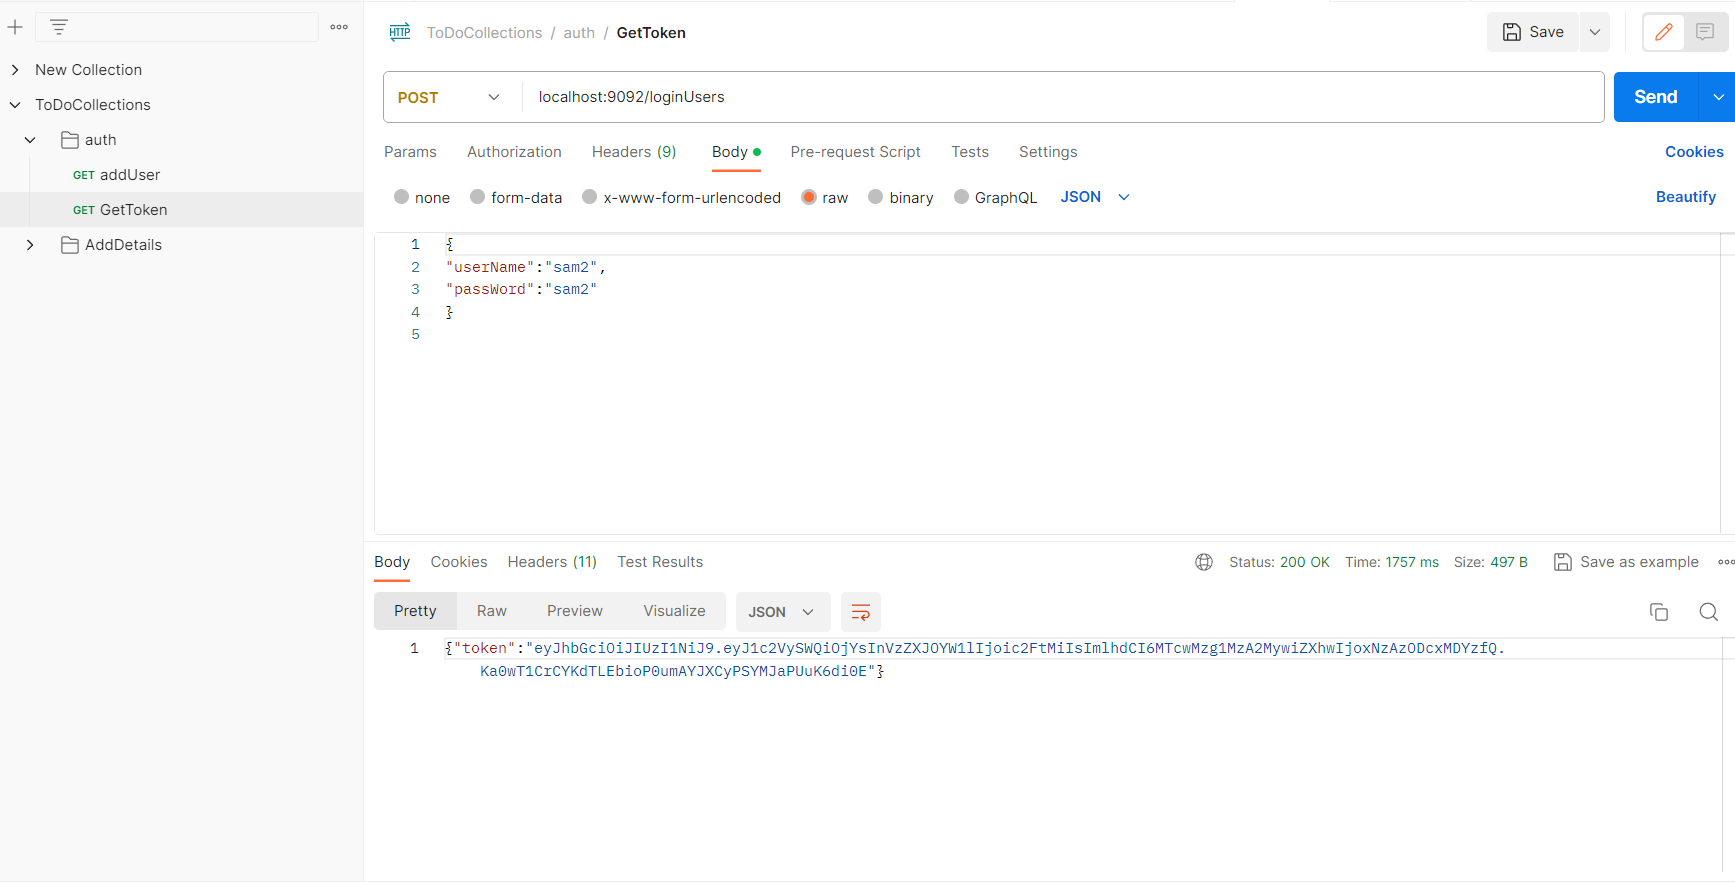 New Collection
ToDoCollections
auth
GET addUser
GET GetToken
AddDetails
HTTP ToDoCollections / auth / GetToken
Save
POST localhost:9092/loginUsers
Send
Params Authorization Headers (9) Body Pre-request Script Tests Settings Cookies
none form-data x-www-form-urlencoded raw binary GraphQL JSON Beautify
1 {
2 "userName":"sam2",
3 "passWord":"sam2"
4 }
5
Body Cookies Headers (11) Test Results Status: 200 OK Time: 1757 ms Size: 497 B Save as example
Pretty Raw Preview Visualize JSON
1 {"token":"eyJhbGciOiJIUzI1NiJ9.eyJ1c2VySWQiOjYsInVzZXJOYW1lIjoic2FtMiIsImlhdCI6MTcwMzg1MzA2MywiZXhwIjoxNzAzODcxMDYzfQ.
Ka0wT1CrCYKdTLEbioP0umAYJXCyPSYMJaPUuK6di0E"}